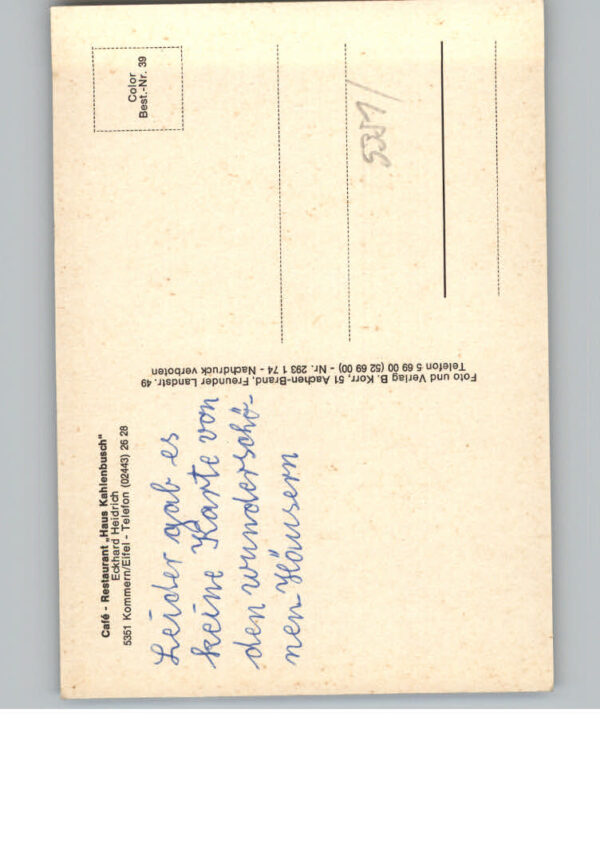 Café - Restaurant „Haus Kahlenbusch"
Eckhard Heidrich
5351 Kommern/Eifel - Telefon (02443) 26 28
Leider gab es
keine Karte von
den wunderschö-
nen Häusern
Foto und Verlag B. Korr, 51 Aachen-Brand, Freunder Landstr. 49
Telefon 5 69 00 (52 69 00) - Nr. 293 1 74 - Nachdruck verboten
Color
Best.-Nr. 39
5351/